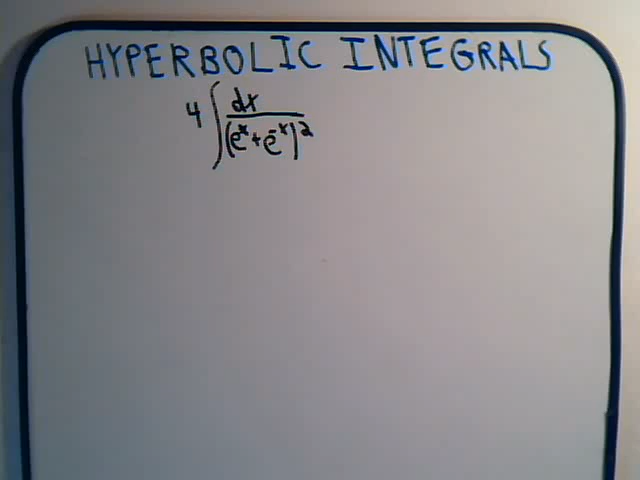 HYPERBOLIC INTEGRALS
4 ∫ dx
(e^x + e^-x)^2